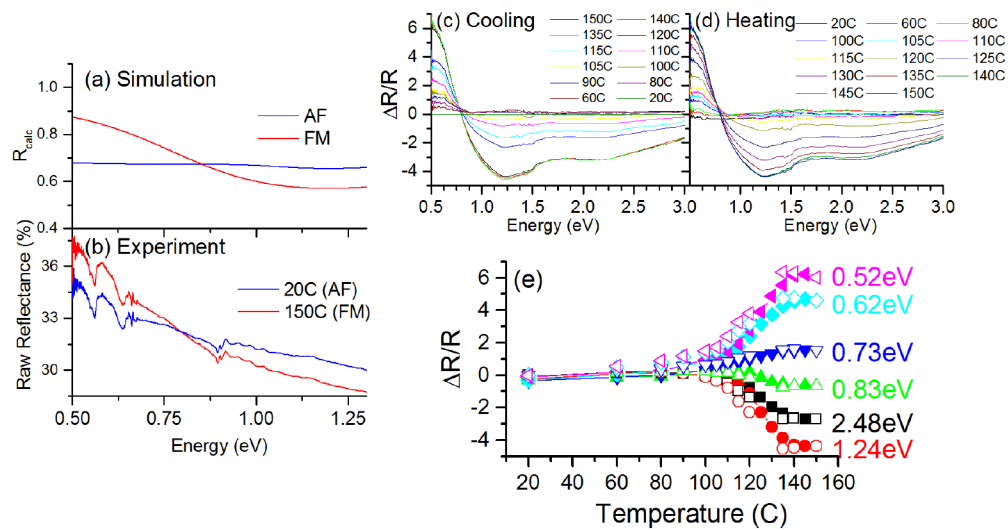 (a) Simulation
AF
FM
R_calc
1.0
0.8
0.6
0.4
(b) Experiment
20C (AF)
150C (FM)
Raw Reflectance (%)
36
33
30
0.50 0.75 1.00 1.25
Energy (eV)
(c) Cooling
150C 140C
135C 120C
115C 110C
105C 100C
90C 80C
60C 20C
ΔR/R
6
4
2
0
-2
-4
0.5 1.0 1.5 2.0 2.5
Energy (eV)
(d) Heating
20C 60C 80C
100C 105C 110C
115C 120C 125C
130C 135C 140C
145C 150C
1.0 1.5 2.0 2.5 3.0
Energy (eV)
(e)
ΔR/R
6
4
2
0
-2
-4
0.52eV
0.62eV
0.73eV
0.83eV
2.48eV
1.24eV
20 40 60 80 100 120 140 160
Temperature (C)